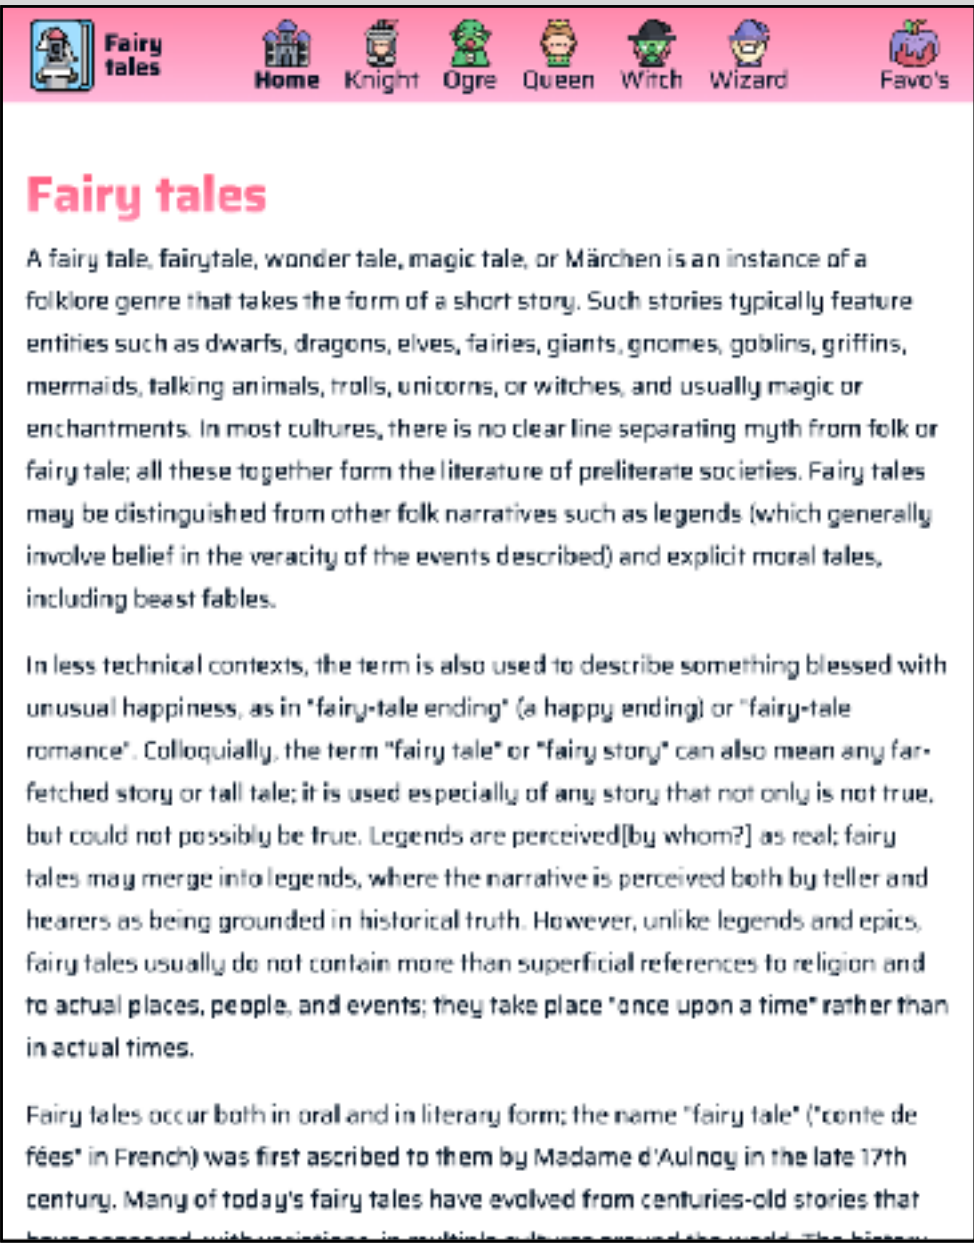 Fairy
tales
Home Knight Ogre Queen Witch Wizard Favo's
Fairy tales
A fairy tale, fairytale, wonder tale, magic tale, or Märchen is an instance of a
folklore genre that takes the form of a short story. Such stories typically feature
entities such as dwarfs, dragons, elves, fairies, giants, gnomes, goblins, griffins,
mermaids, talking animals, trolls, unicorns, or witches, and usually magic or
enchantments. In most cultures, there is no clear line separating myth from folk or
fairy tale; all these together form the literature of preliterate societies. Fairy tales
may be distinguished from other folk narratives such as legends (which generally
involve belief in the veracity of the events described) and explicit moral tales,
including beast fables.
In less technical contexts, the term is also used to describe something blessed with
unusual happiness, as in "fairy-tale ending" (a happy ending) or "fairy-tale
romance". Colloquially, the term "fairy tale" or "fairy story" can also mean any far-
fetched story or tall tale; it is used especially of any story that not only is not true,
but could not possibly be true. Legends are perceived[by whom?] as real; fairy
tales may merge into legends, where the narrative is perceived both by teller and
hearers as being grounded in historical truth. However, unlike legends and epics,
fairy tales usually do not contain more than superficial references to religion and
to actual places, people, and events; they take place "once upon a time" rather than
in actual times.
Fairy tales occur both in oral and in literary form; the name "fairy tale" ("conte de
fées" in French) was first ascribed to them by Madame d'Aulnoy in the late 17th
century. Many of today's fairy tales have evolved from centuries-old stories that
have appeared, with variations, in multiple cultures around the world. The history